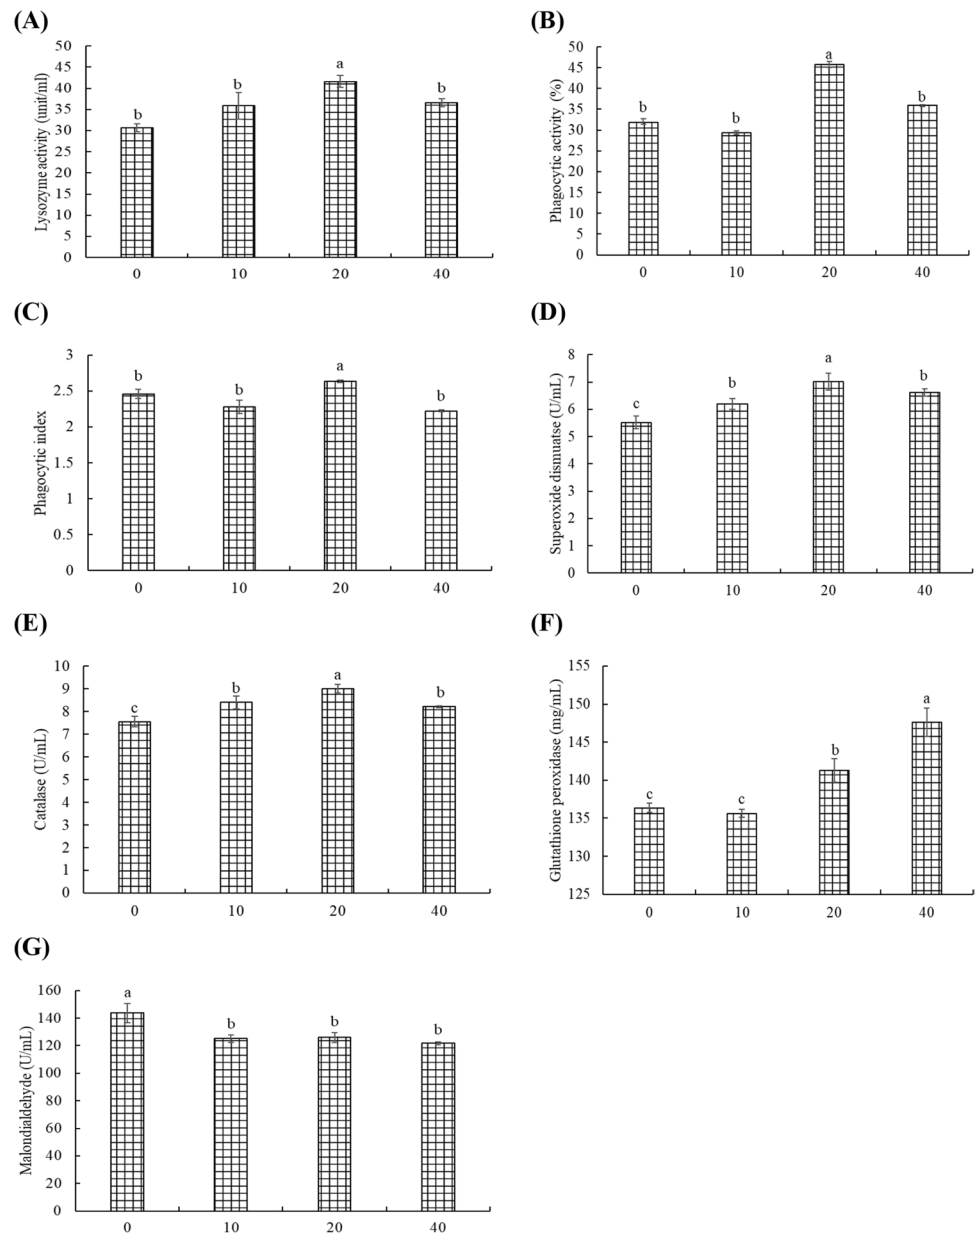 (A)
Lysozyme activity (unit/ml)
50
45
40
35
30
25
20
15
10
5
0
b
b
a
b
0 10 20 40
(B)
Phagocytic activity (%)
50
45
40
35
30
25
20
15
10
5
0
b
b
a
b
0 10 20 40
(C)
Phagocytic index
3
2.5
2
1.5
1
0.5
0
b
b
a
b
0 10 20 40
(D)
Superoxide dismuatse (U/mL)
8
7
6
5
4
3
2
1
0
c
b
a
b
0 10 20 40
(E)
Catalase (U/mL)
10
9
8
7
6
5
4
3
2
1
0
c
b
a
b
0 10 20 40
(F)
Glutathione peroxidase (mg/mL)
155
150
145
140
135
130
125
c
c
b
a
0 10 20 40
(G)
Malondialdehyde (U/mL)
160
140
120
100
80
60
40
20
0
a
b
b
b
0 10 20 40